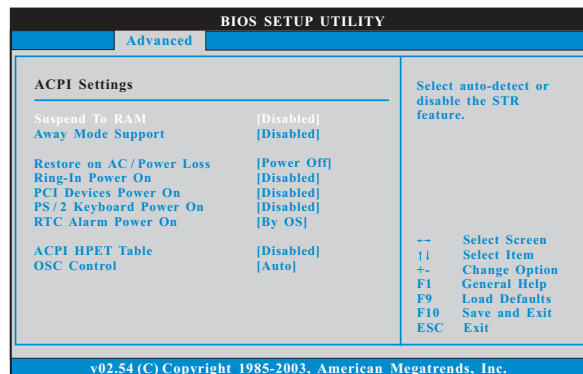 BIOS SETUP UTILITY
Advanced
ACPI Settings
Suspend To RAM [Disabled]
Away Mode Support [Disabled]
Restore on AC / Power Loss [Power Off]
Ring-In Power On [Disabled]
PCI Devices Power On [Disabled]
PS / 2 Keyboard Power On [Disabled]
RTC Alarm Power On [By OS]
ACPI HPET Table [Disabled]
OSC Control [Auto]
Select auto-detect or
disable the STR
feature.
←→ Select Screen
↑↓ Select Item
+- Change Option
F1 General Help
F9 Load Defaults
F10 Save and Exit
ESC Exit
v02.54 (C) Copyright 1985-2003, American Megatrends, Inc.